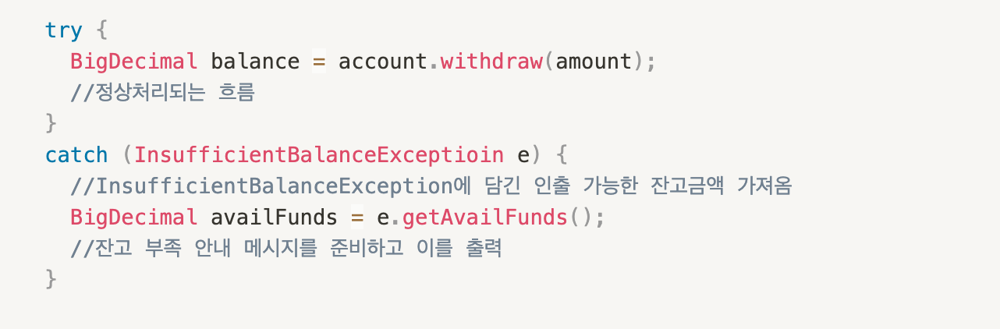 try {
BigDecimal balance = account.withdraw(amount);
//정상처리되는 흐름
}
catch (InsufficientBalanceExceptioin e) {
//InsufficientBalanceException에 담긴 인출 가능한 잔고금액 가져옴
BigDecimal availFunds = e.getAvailFunds();
//잔고 부족 안내 메시지를 준비하고 이를 출력
}